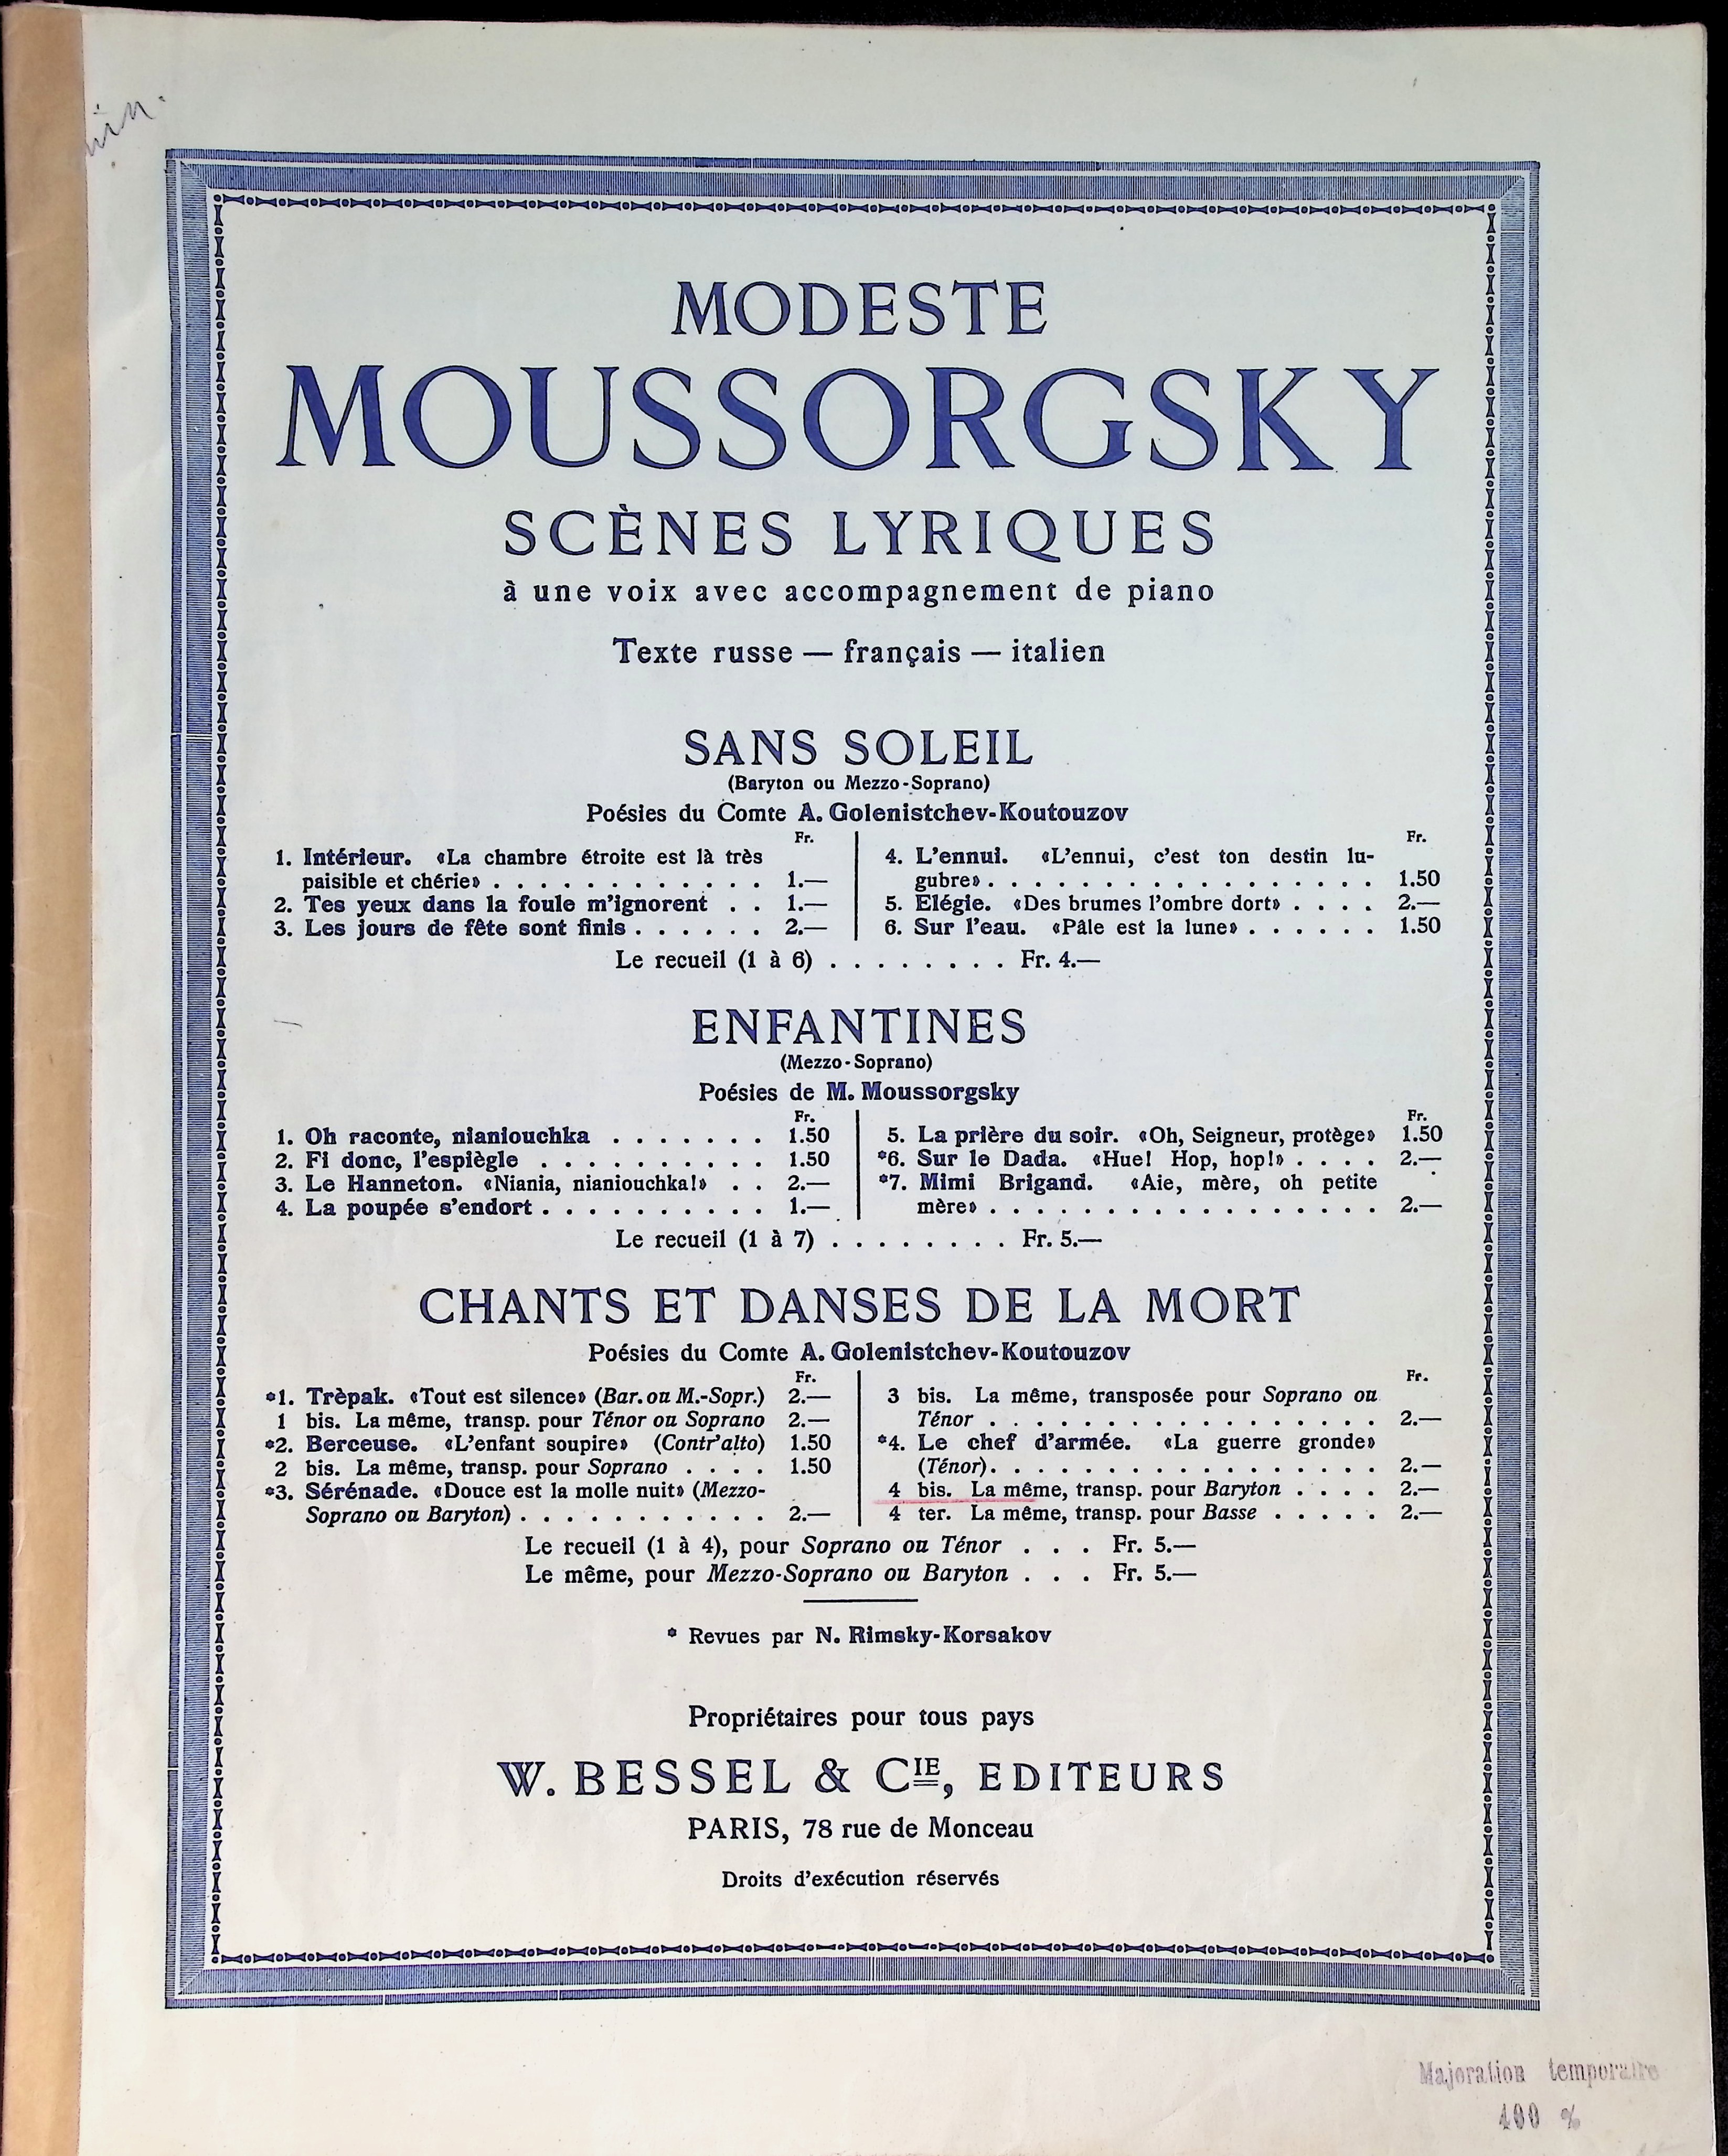 MODESTE
MOUSSORGSKY
SCÈNES LYRIQUES
à une voix avec accompagnement de piano
Texte russe — français — italien
SANS SOLEIL
(Baryton ou Mezzo-Soprano)
Poésies du Comte A. Golenistchev-Koutouzov
Fr.
1. Intérieur. «La chambre étroite est là très
paisible et chérie» . . . . . . . . . . . . 1.—
2. Tes yeux dans la foule m'ignorent . . 1.—
3. Les jours de fête sont finis . . . . . . 2.—
Fr.
4. L'ennui. «L'ennui, c'est ton destin lu-
gubre» . . . . . . . . . . . . . . . . . 1.50
5. Elégie. «Des brumes l'ombre dort» . . . . 2.—
6. Sur l'eau. «Pâle est la lune» . . . . . . 1.50
Le recueil (1 à 6) . . . . . . . . Fr. 4.—
ENFANTINES
(Mezzo-Soprano)
Poésies de M. Moussorgsky
Fr.
1. Oh raconte, nianiouchka . . . . . . . 1.50
2. Fi donc, l'espiègle . . . . . . . . . . 1.50
3. Le Hanneton. «Niania, nianiouchka!» . . 2.—
4. La poupée s'endort . . . . . . . . . . 1.—
Fr.
5. La prière du soir. «Oh, Seigneur, protège» 1.50
*6. Sur le Dada. «Hue! Hop, hop!» . . . . 2.—
*7. Mimi Brigand. «Aie, mère, oh petite
mère» . . . . . . . . . . . . . . . . . 2.—
Le recueil (1 à 7) . . . . . . . . Fr. 5.—
CHANTS ET DANSES DE LA MORT
Poésies du Comte A. Golenistchev-Koutouzov
Fr.
*1. Trèpak. «Tout est silence» (Bar. ou M.-Sopr.) 2.—
1 bis. La même, transp. pour Ténor ou Soprano 2.—
*2. Berceuse. «L'enfant soupire» (Contr'alto) 1.50
2 bis. La même, transp. pour Soprano . . . . 1.50
*3. Sérénade. «Douce est la molle nuit» (Mezzo-
Soprano ou Baryton) . . . . . . . . . . . 2.—
Fr.
3 bis. La même, transposée pour Soprano ou
Ténor . . . . . . . . . . . . . . . . . 2.—
*4. Le chef d'armée. «La guerre gronde»
(Ténor) . . . . . . . . . . . . . . . . . 2.—
4 bis. La même, transp. pour Baryton . . . . 2.—
4 ter. La même, transp. pour Basse . . . . . 2.—
Le recueil (1 à 4), pour Soprano ou Ténor . . . Fr. 5.—
Le même, pour Mezzo-Soprano ou Baryton . . . Fr. 5.—
* Revues par N. Rimsky-Korsakov
Propriétaires pour tous pays
W. BESSEL & CIE, EDITEURS
PARIS, 78 rue de Monceau
Droits d'exécution réservés
Majoration temporaire
100 %